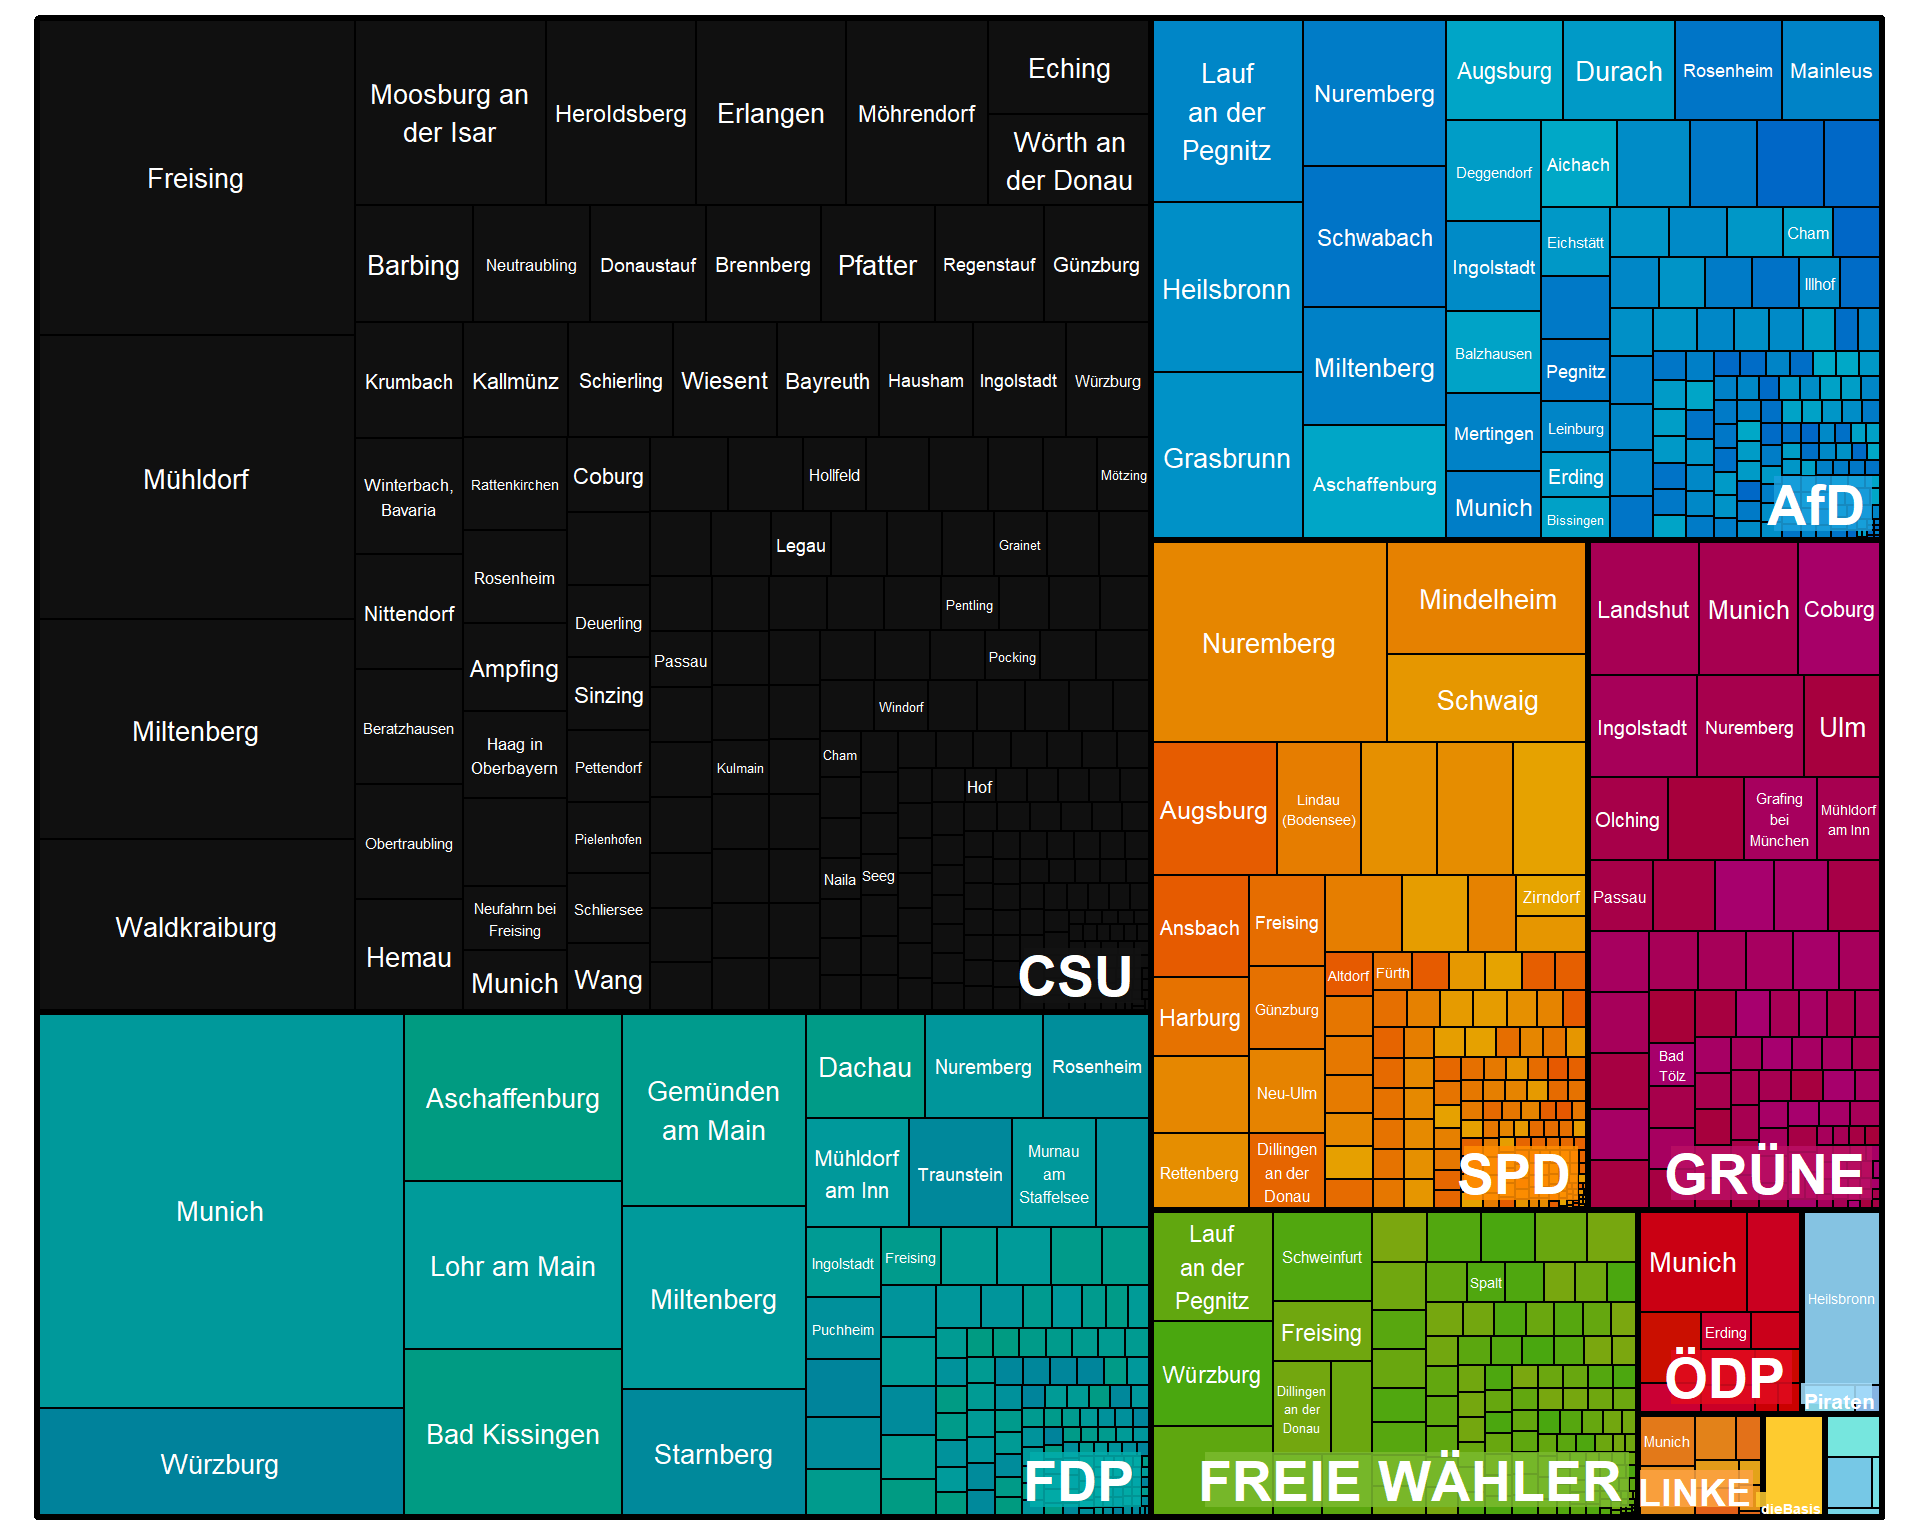 Freising
Mühldorf
Miltenberg
Waldkraiburg
Moosburg an
der Isar
Heroldsberg
Erlangen
Möhrendorf
Eching
Wörth an
der Donau
Barbing
Neutraubling
Donaustauf
Brennberg
Pfatter
Regenstauf
Günzburg
Krumbach
Kallmünz
Schierling
Wiesent
Bayreuth
Hausham
Ingolstadt
Würzburg
Winterbach,
Bavaria
Nittendorf
Beratzhausen
Obertraubling
Hemau
Rattenkirchen
Rosenheim
Ampfing
Haag in
Oberbayern
Neufahrn bei
Freising
Munich
Coburg
Deuerling
Sinzing
Pettendorf
Pielenhofen
Schliersee
Wang
Hollfeld
Mötzing
Legau
Grainet
Pentling
Passau
Pocking
Windorf
Kulmain
Cham
Hof
Naila
Seeg
CSU
Munich
Würzburg
Aschaffenburg
Lohr am Main
Bad Kissingen
Gemünden
am Main
Miltenberg
Starnberg
Dachau
Nuremberg
Rosenheim
Mühldorf
am Inn
Traunstein
Murnau
am
Staffelsee
Ingolstadt
Freising
Puchheim
FDP
Lauf
an der
Pegnitz
Heilsbronn
Grasbrunn
Nuremberg
Schwabach
Miltenberg
Aschaffenburg
Augsburg
Durach
Rosenheim
Mainleus
Deggendorf
Ingolstadt
Balzhausen
Mertingen
Munich
Aichach
Eichstätt
Cham
Illhof
Pegnitz
Leinburg
Erding
Bissingen
AfD
Nuremberg
Mindelheim
Schwaig
Augsburg
Lindau
(Bodensee)
Ansbach
Harburg
Rettenberg
Freising
Günzburg
Neu-Ulm
Dillingen
an der
Donau
Zirndorf
Altdorf
Fürth
SPD
Landshut
Munich
Coburg
Ingolstadt
Nuremberg
Ulm
Olching
Grafing
bei
München
Mühldorf
am Inn
Passau
Bad
Tölz
GRÜNE
Lauf
an der
Pegnitz
Würzburg
Schweinfurt
Freising
Dillingen
an der
Donau
Spalt
FREIE WÄHLER
Munich
Erding
ÖDP
Heilsbronn
Piraten
Munich
LINKE
dieBasis